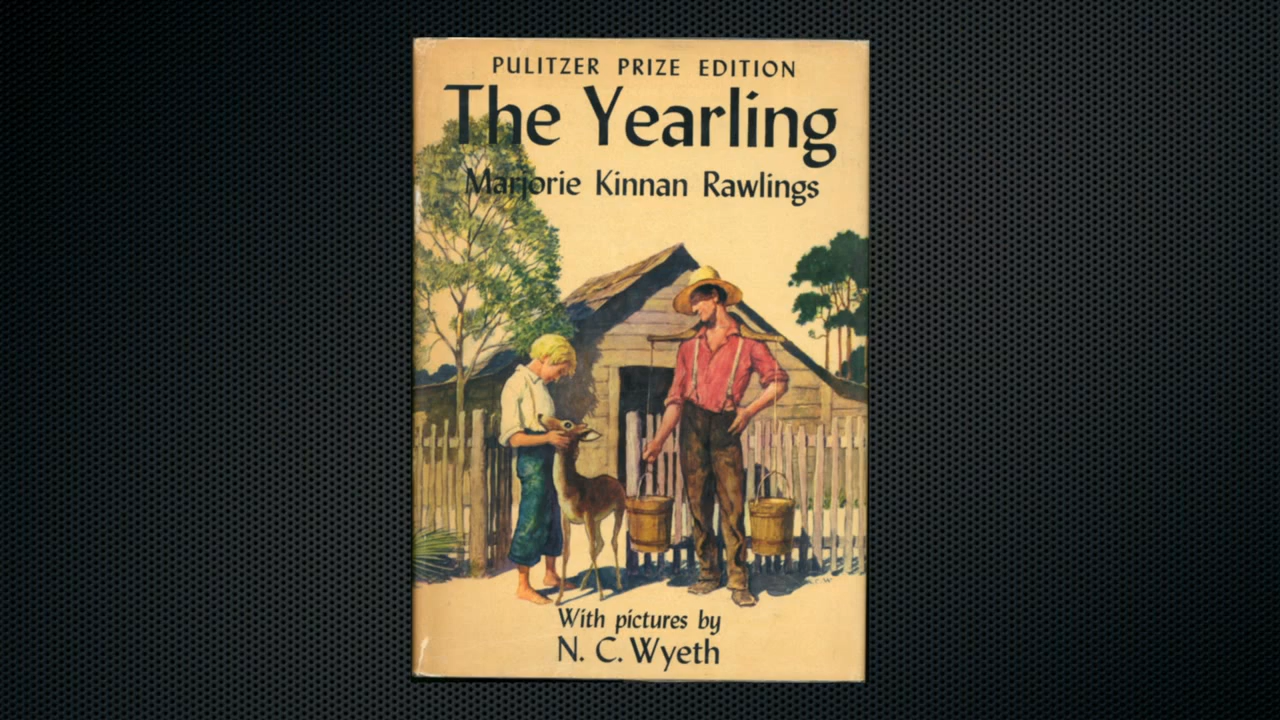 PULITZER PRIZE EDITION
The Yearling
Marjorie Kinnan Rawlings
With pictures by
N. C. Wyeth